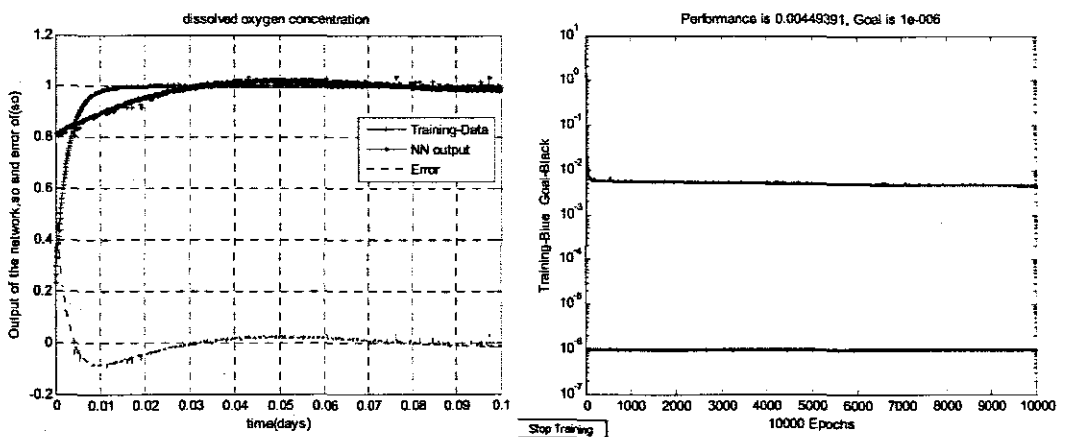 dissolved oxygen concentration
1.2
1
0.8
0.6
0.4
0.2
0
-0.2
Output of the network,so and error of(so)
Training-Data
NN output
Error
0 0.01 0.02 0.03 0.04 0.05 0.06 0.07 0.08 0.09 0.1
time(days)
Performance is 0.00449391, Goal is 1e-006
10^1
10^0
10^-1
10^-2
10^-3
10^-4
10^-5
10^-6
10^-7
Training-Blue Goal-Black
0 1000 2000 3000 4000 5000 6000 7000 8000 9000 10000
10000 Epochs
Stop Training